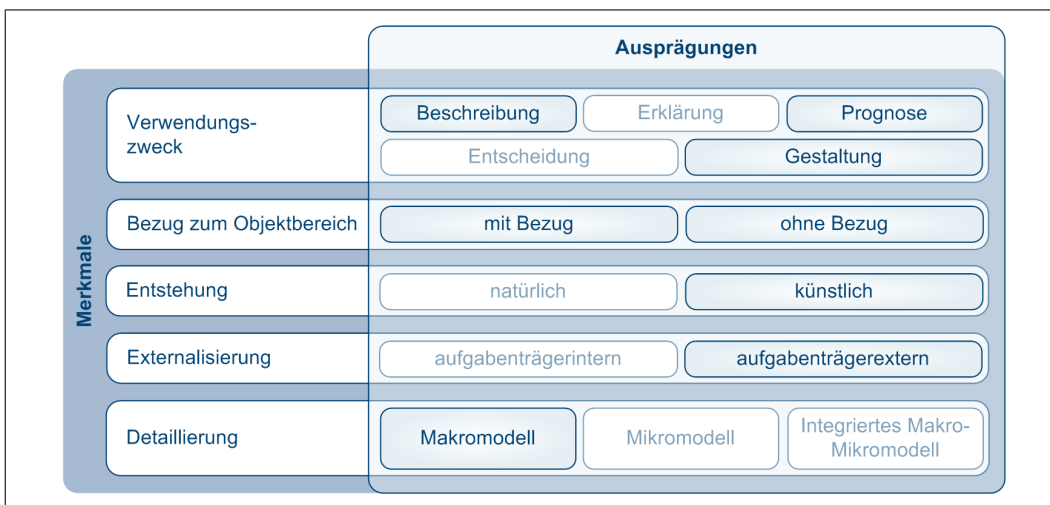 Ausprägungen
Merkmale
Verwendungs-
zweck
Beschreibung
Erklärung
Prognose
Entscheidung
Gestaltung
Bezug zum Objektbereich
mit Bezug
ohne Bezug
Entstehung
natürlich
künstlich
Externalisierung
aufgabenträgerintern
aufgabenträgerextern
Detaillierung
Makromodell
Mikromodell
Integriertes Makro-
Mikromodell